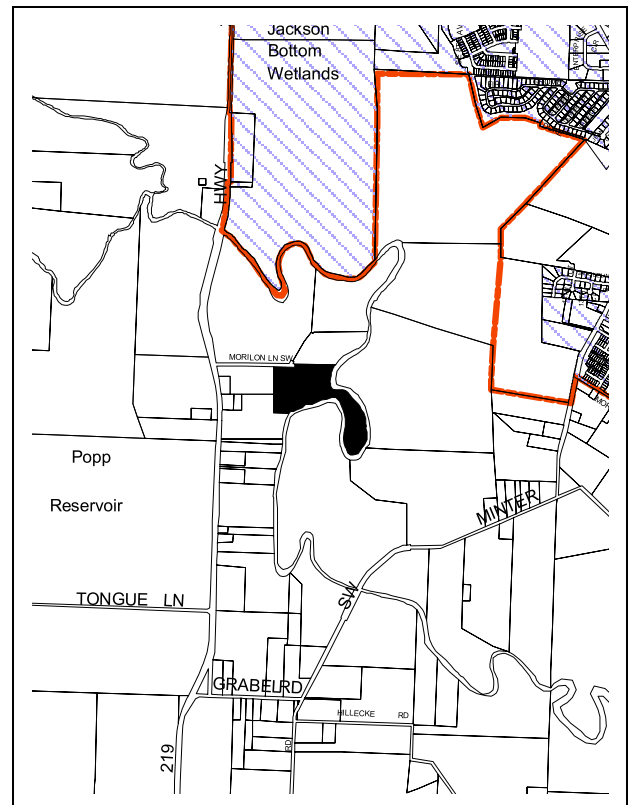 Jackson
Bottom
Wetlands
HWY
MORILON LN SW
Popp
Reservoir
MINTER
TONGUE LN
SW
GRABEL RD
HILLECKE RD
RD
219